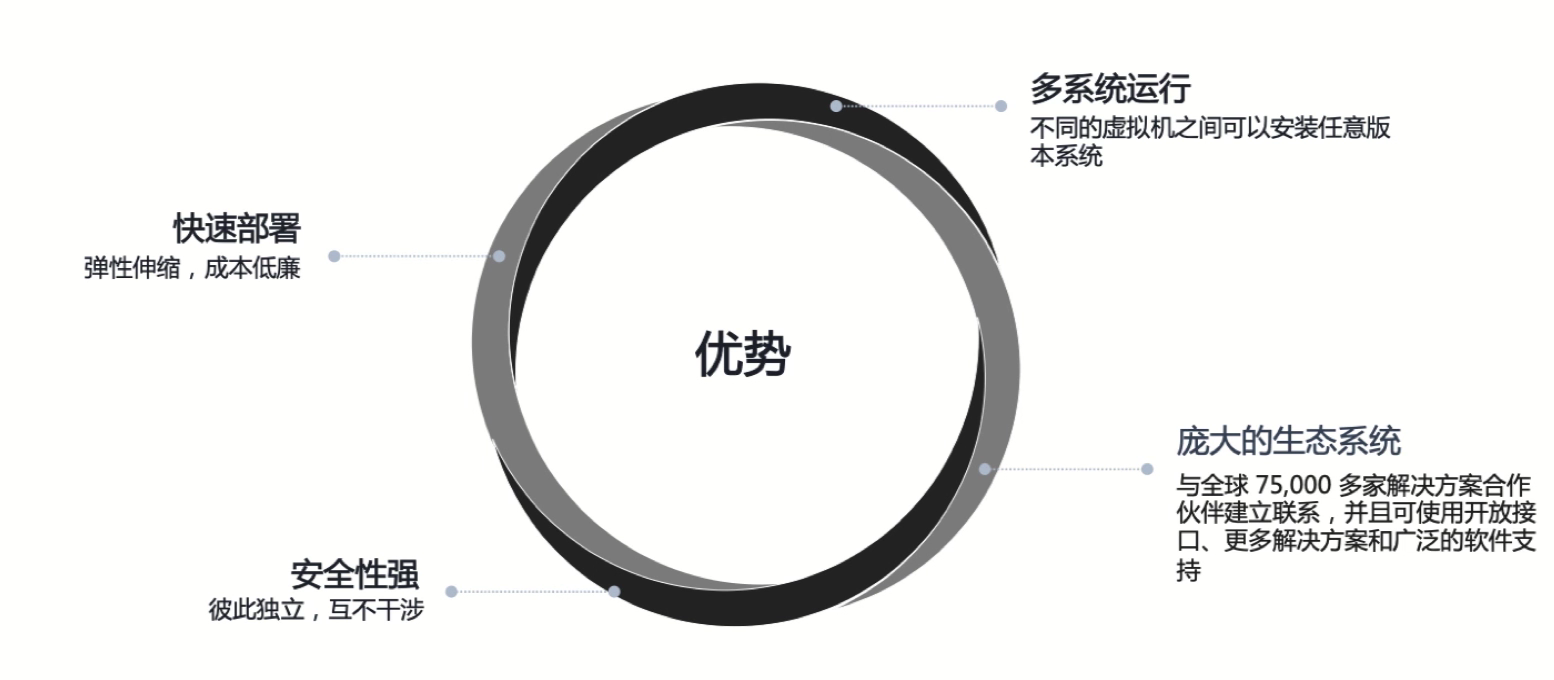 多系统运行
不同的虚拟机之间可以安装任意版
本系统
快速部署
弹性伸缩，成本低廉
优势
庞大的生态系统
与全球 75,000 多家解决方案合作
伙伴建立联系，并且可使用开放接
口、更多解决方案和广泛的软件支
持
安全性强
彼此独立，互不干涉